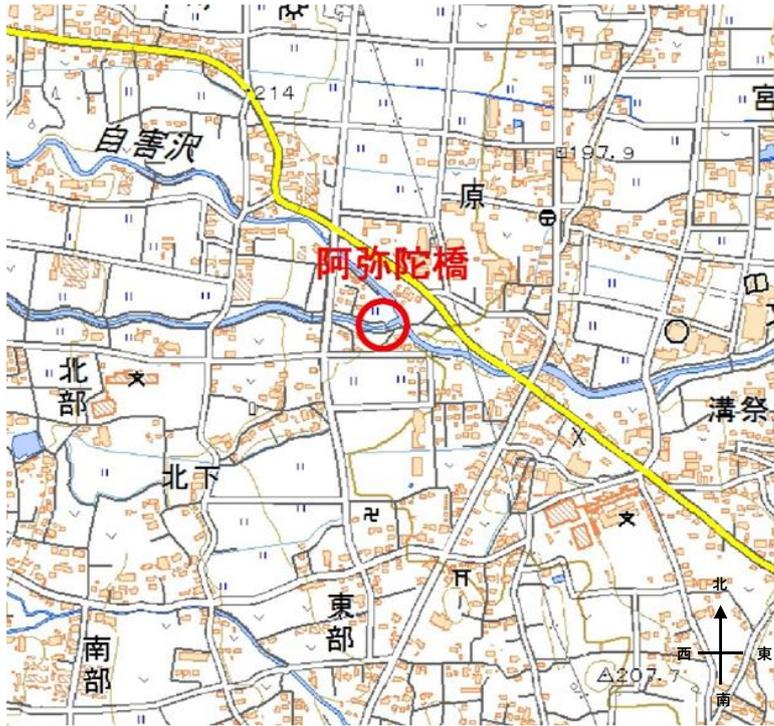 214
宮
自害沢
197.9
原
阿弥陀橋
北部
溝祭
北下
東部
南部
207.7
北
西 東
南